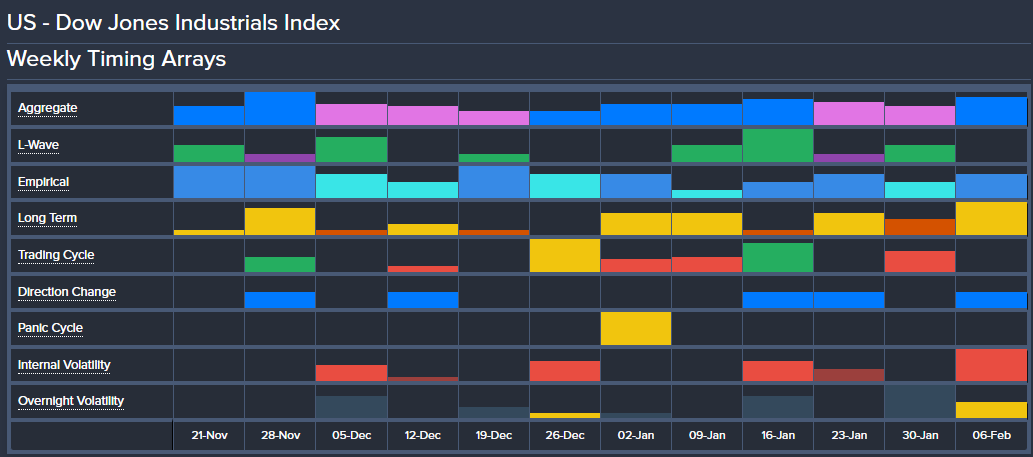 US - Dow Jones Industrials Index
Weekly Timing Arrays
Aggregate
L-Wave
Empirical
Long Term
Trading Cycle
Direction Change
Panic Cycle
Internal Volatility
Overnight Volatility
21-Nov 28-Nov 05-Dec 12-Dec 19-Dec 26-Dec 02-Jan 09-Jan 16-Jan 23-Jan 30-Jan 06-Feb